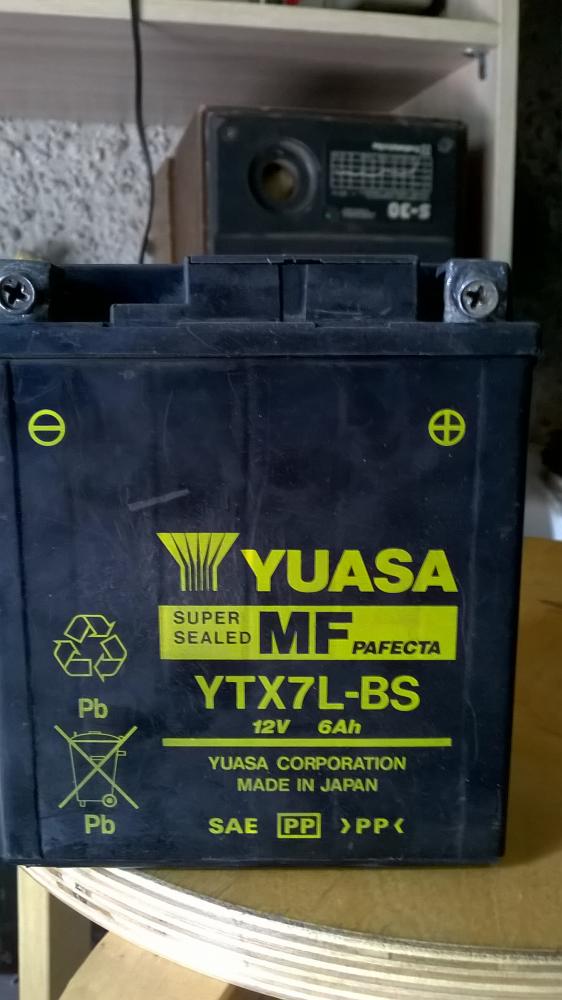 S-30
YUASA
SUPER
SEALED
MF
PAFECTA
YTX7L-BS
12V 6Ah
Pb
YUASA CORPORATION
MADE IN JAPAN
Pb
SAE PP >PP<